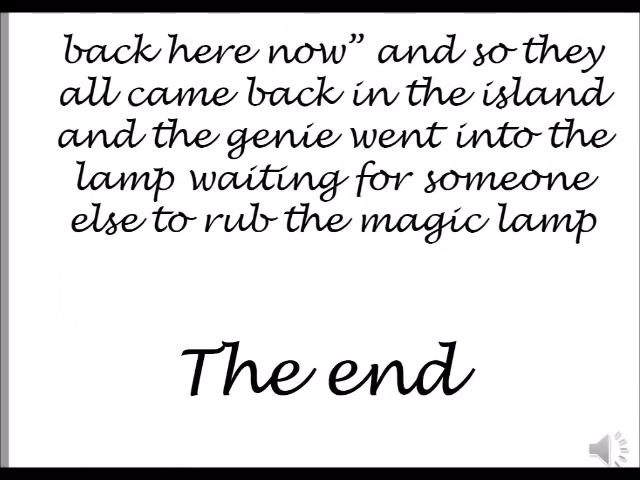 back here now” and so they
all came back in the island
and the genie went into the
lamp waiting for someone
else to rub the magic lamp
The end